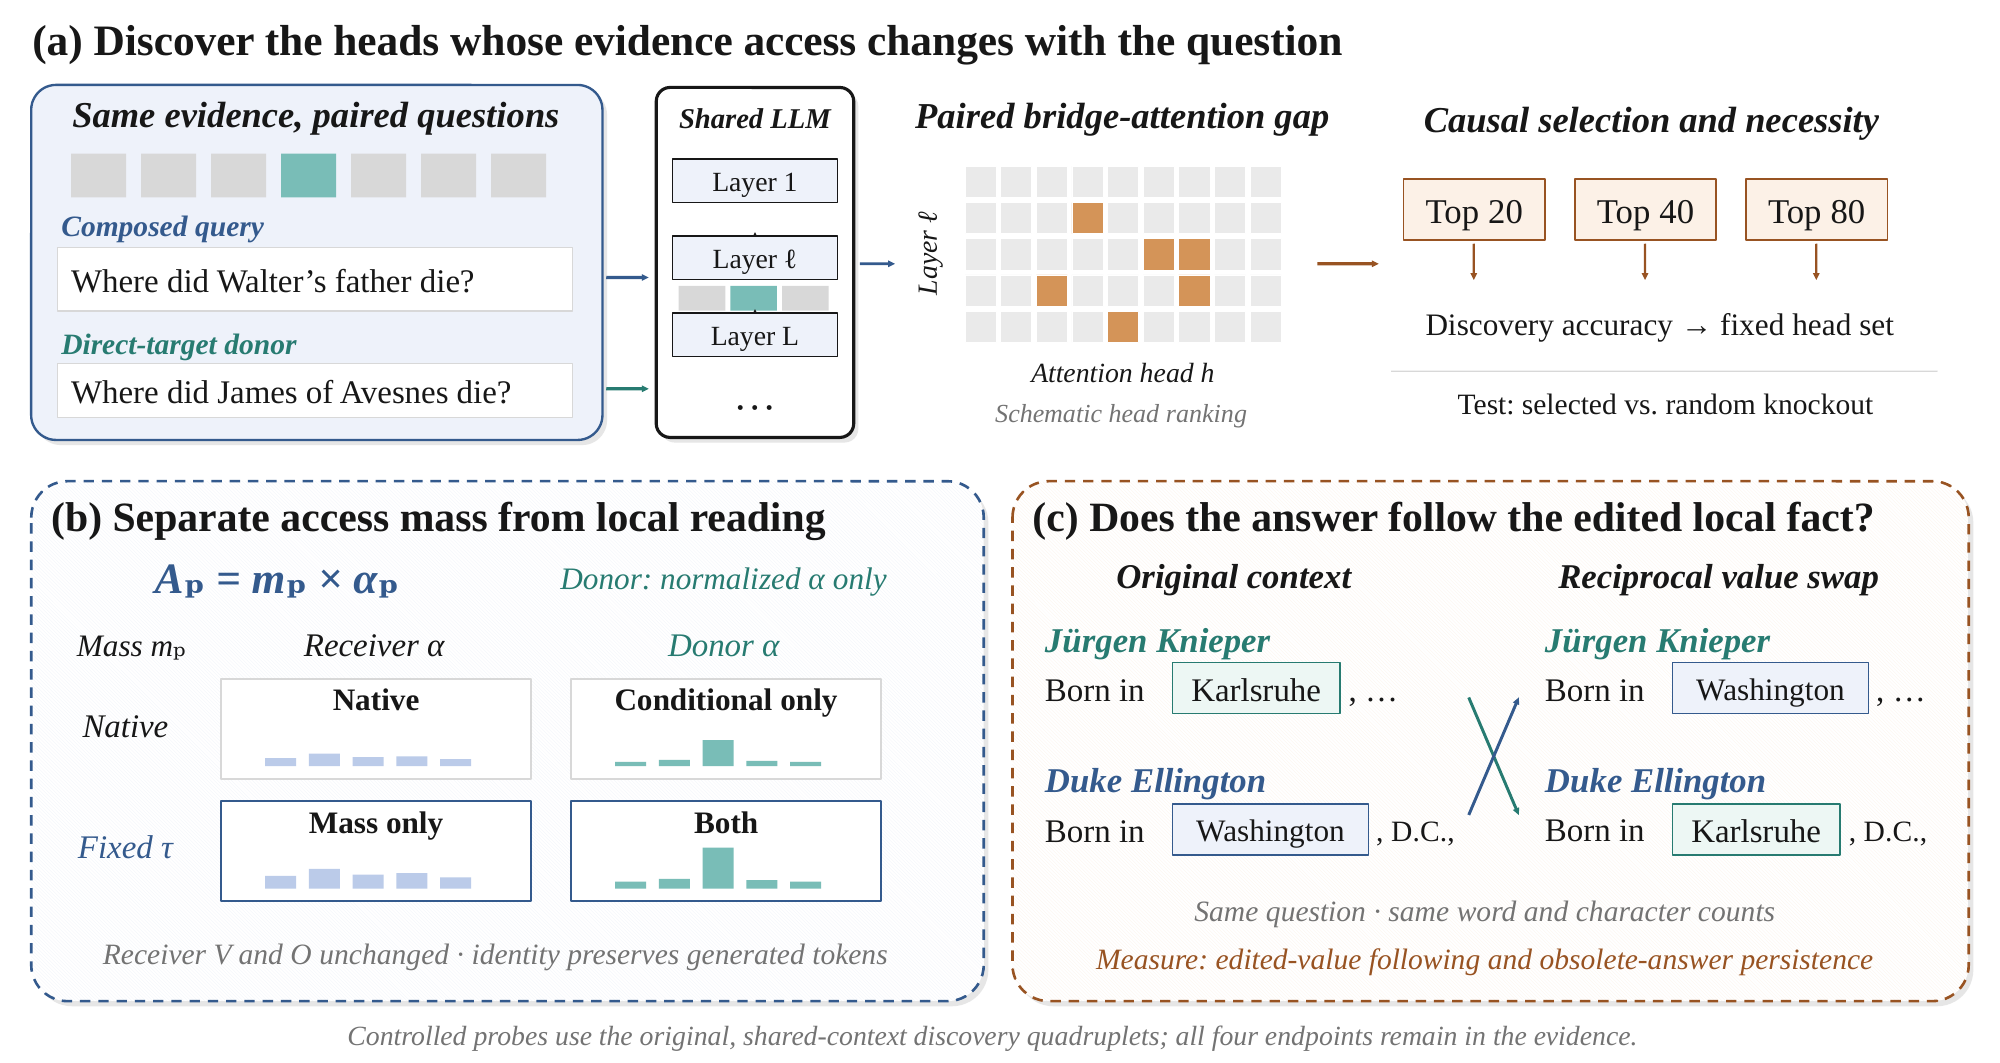 (a) Discover the heads whose evidence access changes with the question
Same evidence, paired questions
Composed query
Where did Walter’s father die?
Direct-target donor
Where did James of Avesnes die?
Shared LLM
Layer 1
Layer ℓ
Layer L
…
Paired bridge-attention gap
Layer ℓ
Attention head h
Schematic head ranking
Causal selection and necessity
Top 20
Top 40
Top 80
Discovery accuracy → fixed head set
Test: selected vs. random knockout
(b) Separate access mass from local reading
Aₚ = mₚ × αₚ
Donor: normalized α only
Mass mₚ
Receiver α
Donor α
Native
Native
Conditional only
Fixed τ
Mass only
Both
Receiver V and O unchanged · identity preserves generated tokens
(c) Does the answer follow the edited local fact?
Original context
Jürgen Knieper
Born in Karlsruhe , …
Duke Ellington
Born in Washington , D.C.,
Reciprocal value swap
Jürgen Knieper
Born in Washington , …
Duke Ellington
Born in Karlsruhe , D.C.,
Same question · same word and character counts
Measure: edited-value following and obsolete-answer persistence
Controlled probes use the original, shared-context discovery quadruplets; all four endpoints remain in the evidence.